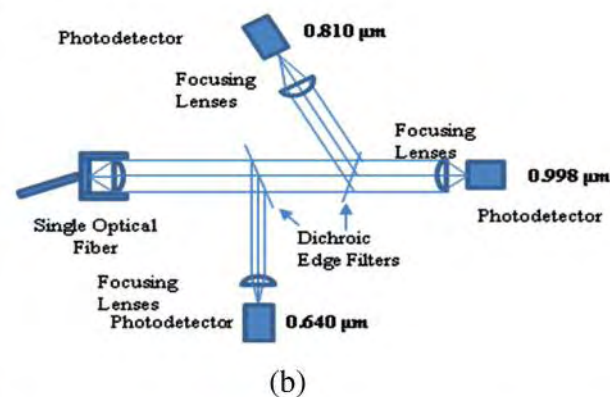 Photodetector
0.810 µm
Focusing
Lenses
Focusing
Lenses
0.998 µm
Photodetector
Single Optical
Fiber
Dichroic
Edge Filters
Focusing
Lenses
Photodetector
0.640 µm
(b)